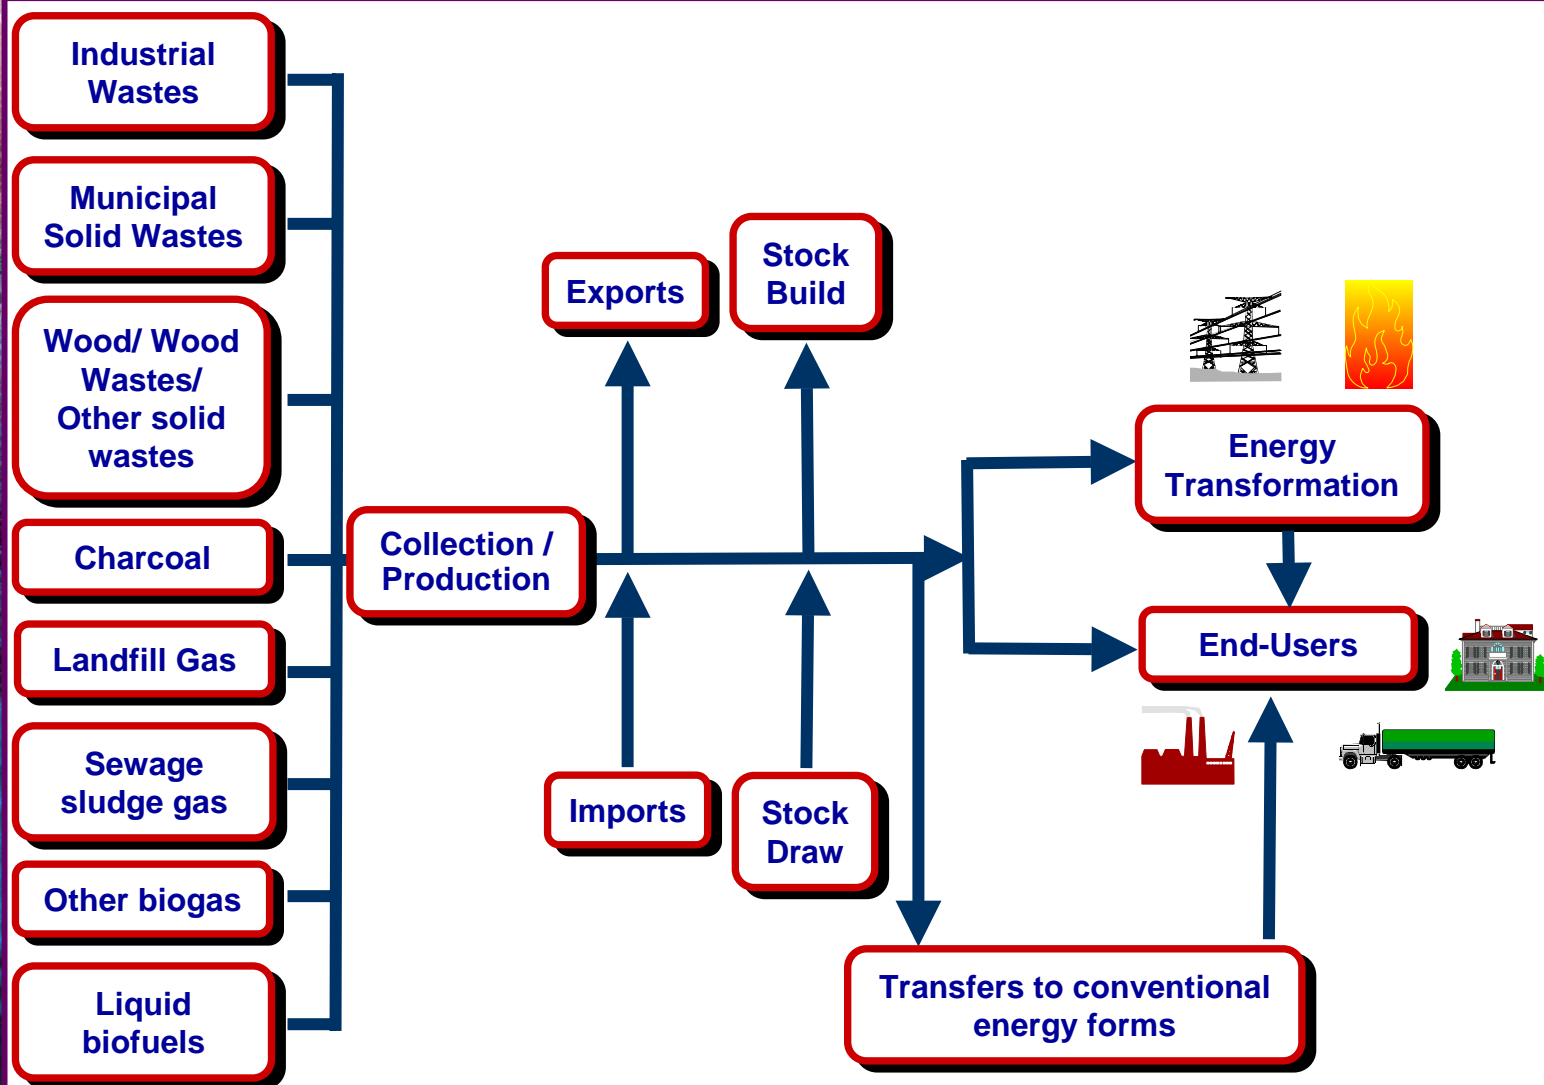 Industrial
Wastes
Municipal
Solid Wastes
Wood/ Wood
Wastes/
Other solid
wastes
Charcoal
Landfill Gas
Sewage
sludge gas
Other biogas
Liquid
biofuels
Collection /
Production
Exports
Imports
Stock
Build
Stock
Draw
Energy
Transformation
End-Users
Transfers to conventional
energy forms